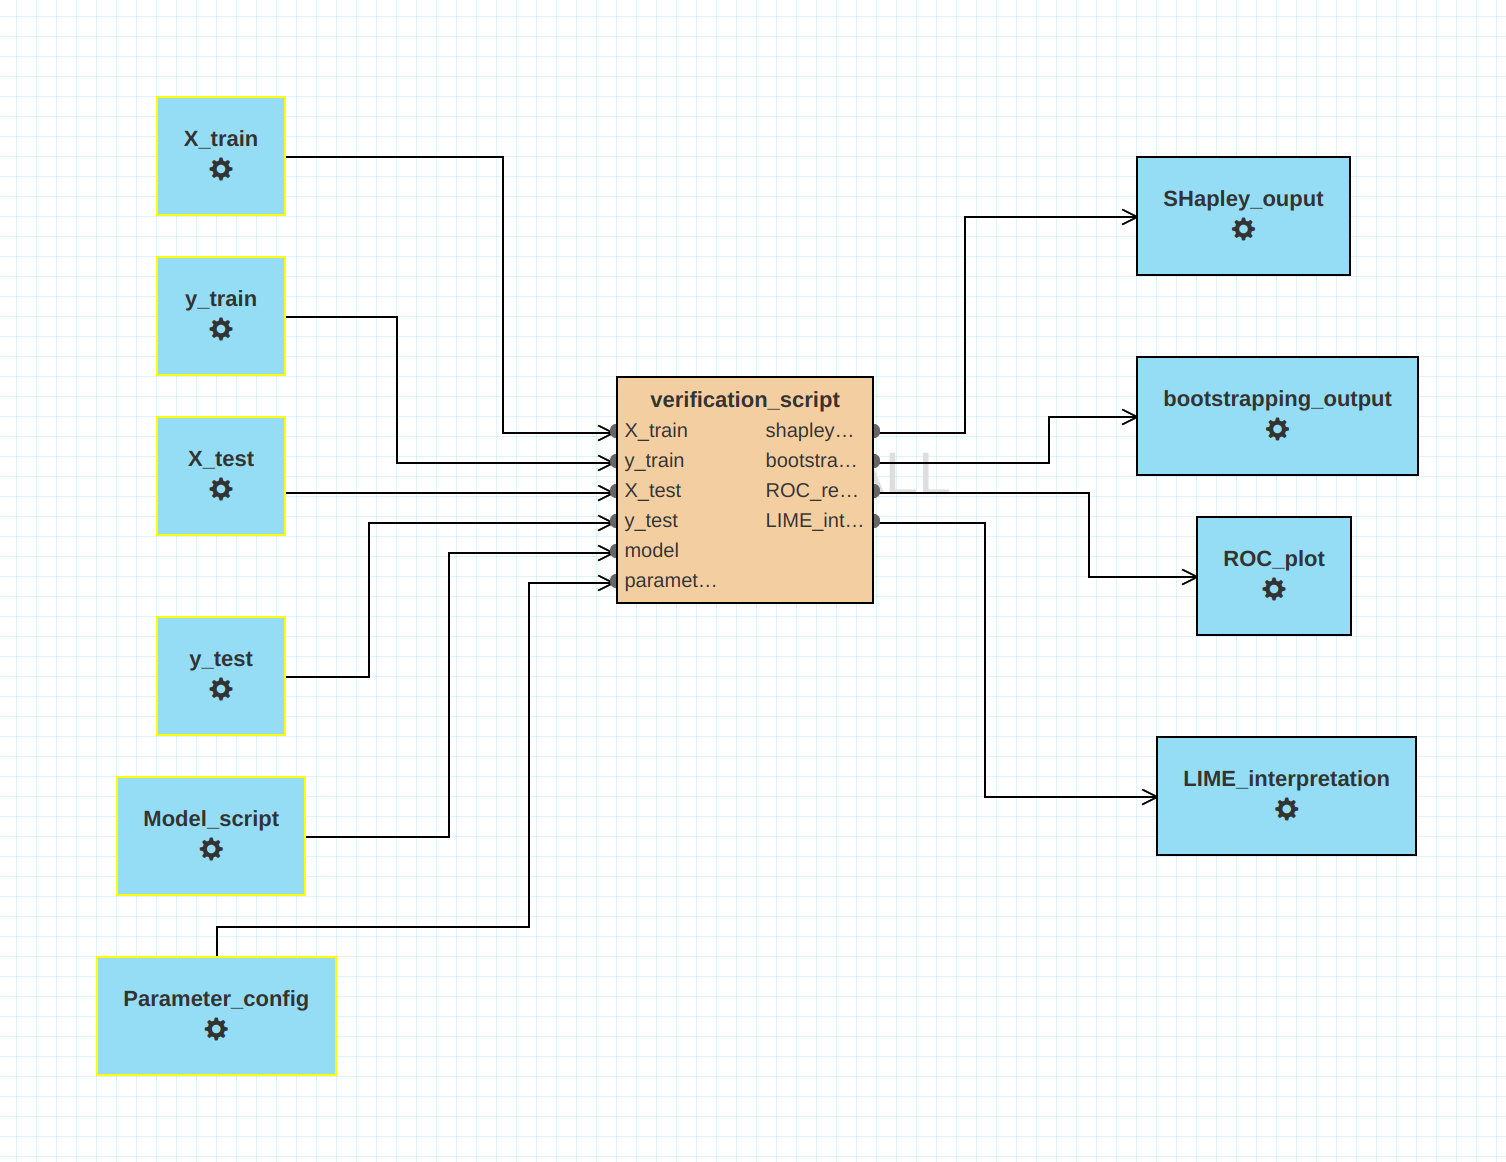 X_train
y_train
X_test
y_test
Model_script
Parameter_config
verification_script
X_train shapley…
y_train bootstra…
X_test ROC_re…
y_test LIME_int…
model
paramet…
SHapley_ouput
bootstrapping_output
ROC_plot
LIME_interpretation